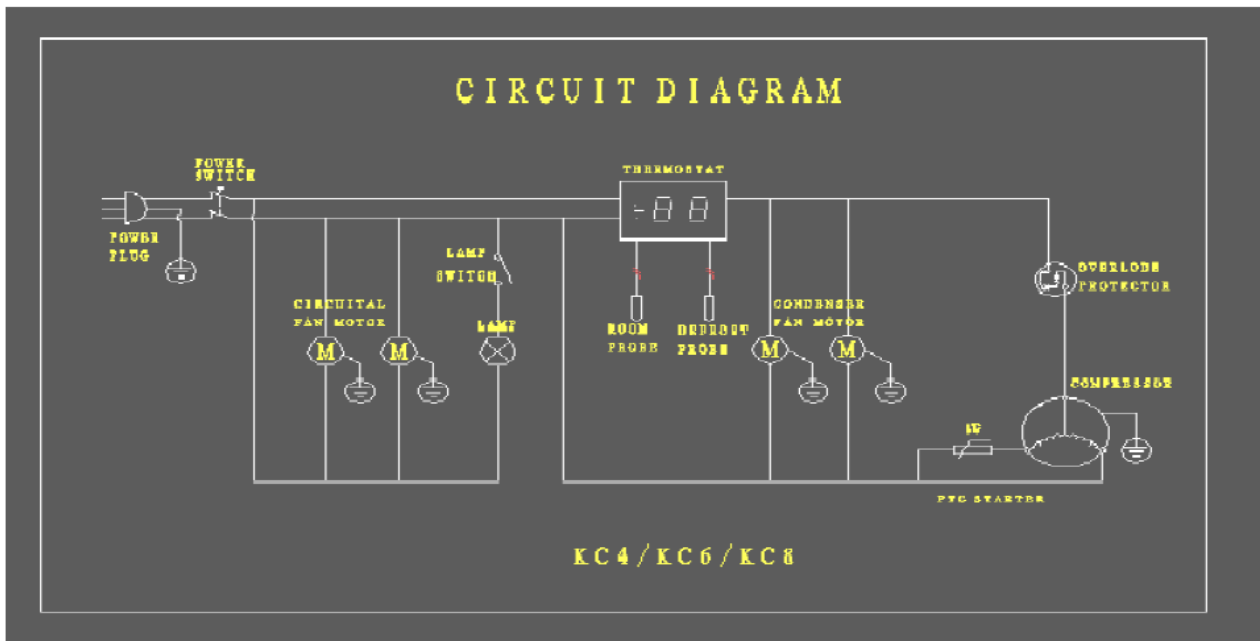 CIRCUIT DIAGRAM
POWER
SWITCH
THERMOSTAT
POWER
PLUG
LAMP
SWITCH
OVERLODE
PROTECTOR
CIRCUITAL
FAN MOTOR
LAMP
ROOM
PROBE
PROBE
CONDENSER
FAN MOTOR
M
M
M
M
COMPRESSOR
PTC STARTER
KC4/KC6/KC8